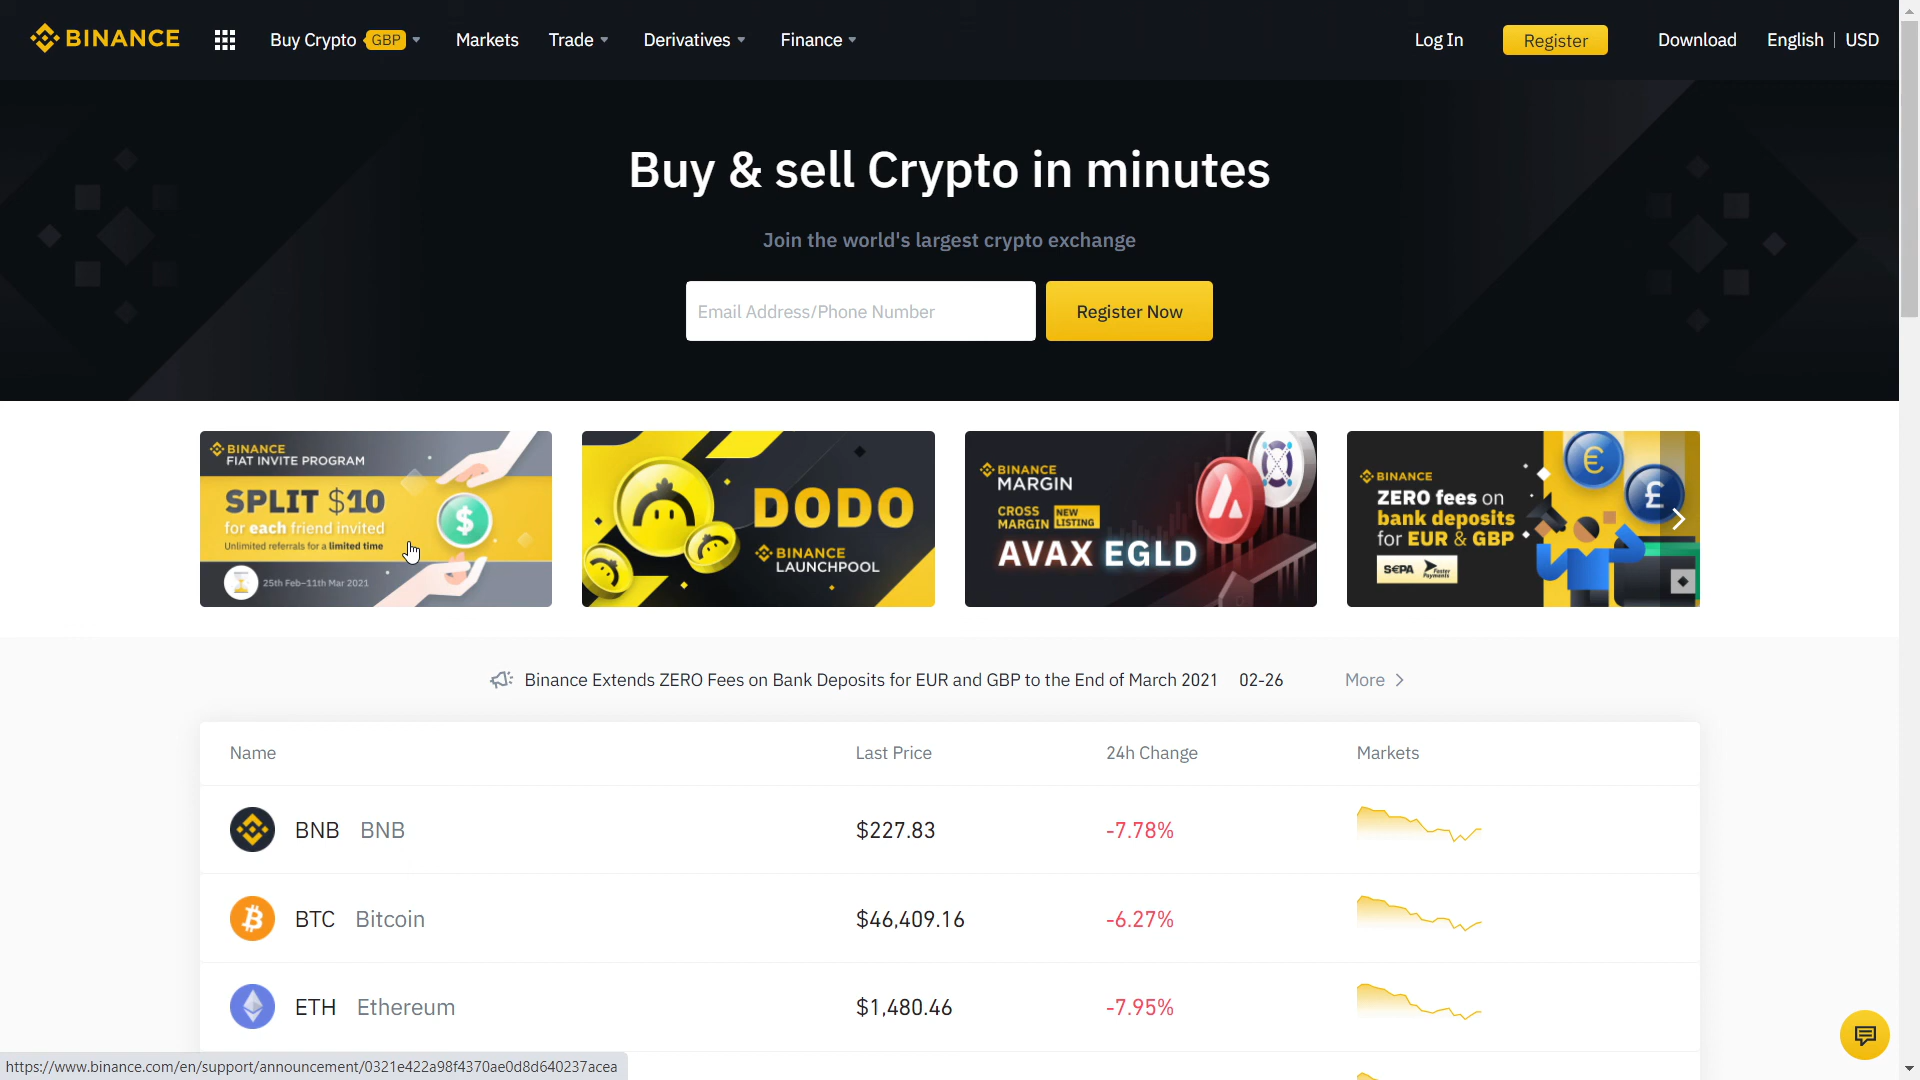 BINANCE
Buy Crypto GBP
Markets
Trade
Derivatives
Finance
Log In
Register
Download
English
USD
Buy & sell Crypto in minutes
Join the world's largest crypto exchange
Email Address/Phone Number
Register Now
BINANCE
FIAT INVITE PROGRAM
SPLIT $10
for each friend invited
Unlimited referrals for a limited time
25th Feb–11th Mar 2021
DODO
BINANCE
LAUNCHPOOL
BINANCE
MARGIN
CROSS
MARGIN
NEW
LISTING
AVAX EGLD
BINANCE
ZERO fees on
bank deposits
for EUR & GBP
SEPA
Faster
Payments
Binance Extends ZERO Fees on Bank Deposits for EUR and GBP to the End of March 2021 02-26
More
Name Last Price 24h Change Markets
BNB BNB $227.83 -7.78%
BTC Bitcoin $46,409.16 -6.27%
ETH Ethereum $1,480.46 -7.95%
https://www.binance.com/en/support/announcement/0321e422a98f4370ae0d8d640237acea